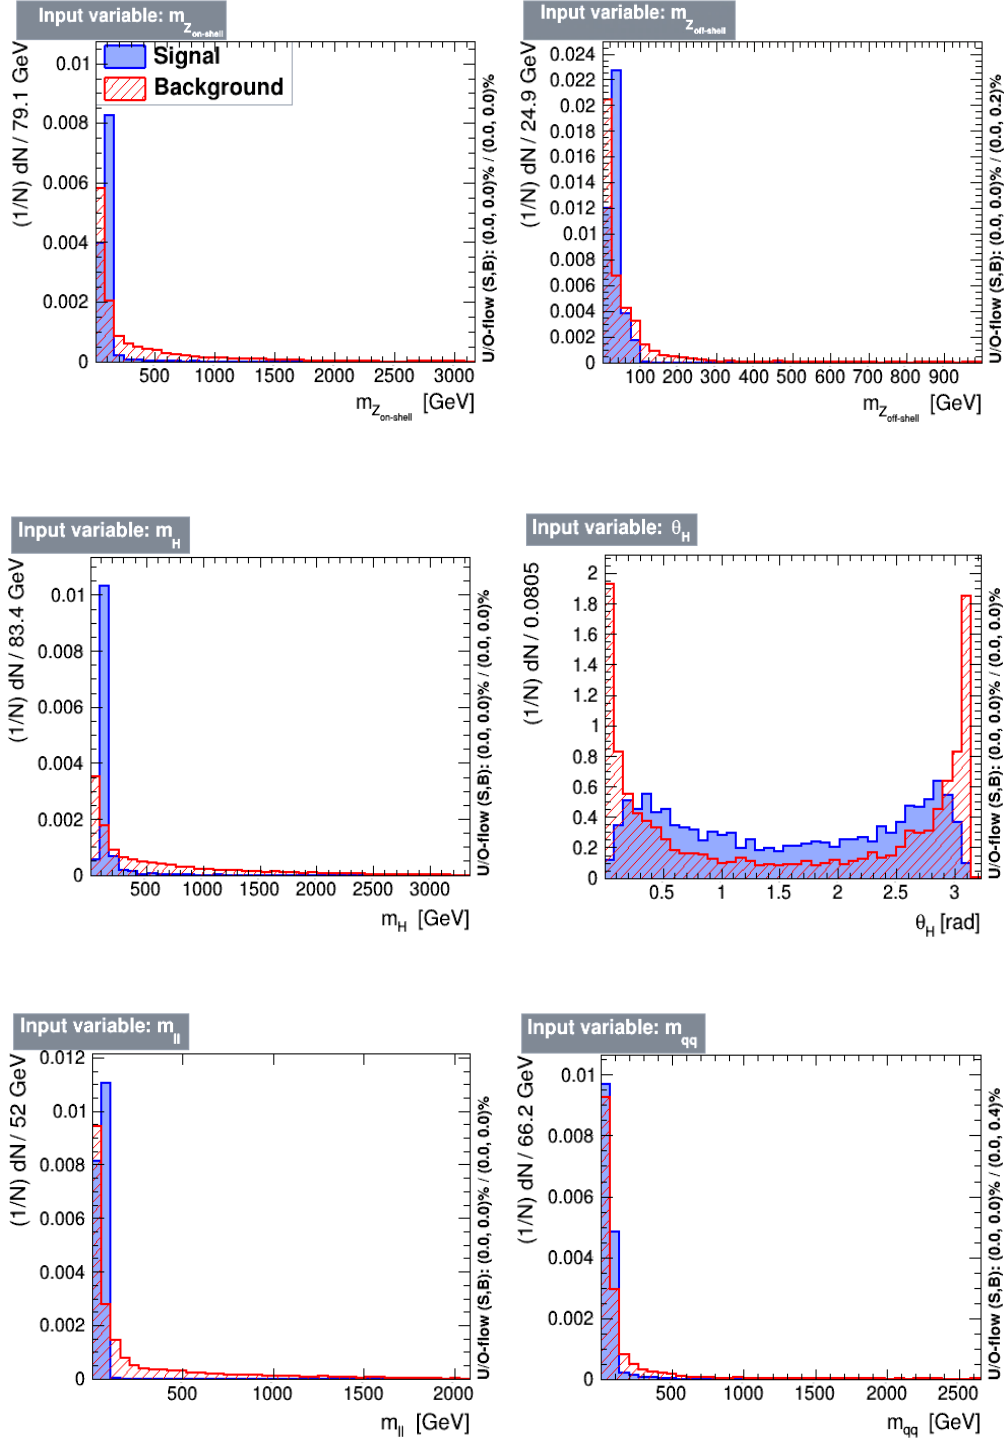 Input variable: m_Z_on-shell
(1/N) dN / 79.1 GeV
0.01
0.008
0.006
0.004
0.002
0
Signal
Background
500 1000 1500 2000 2500 3000
m_Z_on-shell [GeV]
U/O-flow (S,B): (0.0, 0.0)% / (0.0, 0.0)%
Input variable: m_Z_off-shell
(1/N) dN / 24.9 GeV
0.024
0.022
0.02
0.018
0.016
0.014
0.012
0.01
0.008
0.006
0.004
0.002
0
100 200 300 400 500 600 700 800 900
m_Z_off-shell [GeV]
U/O-flow (S,B): (0.0, 0.0)% / (0.0, 0.2)%
Input variable: m_H
(1/N) dN / 83.4 GeV
0.01
0.008
0.006
0.004
0.002
0
500 1000 1500 2000 2500 3000
m_H [GeV]
U/O-flow (S,B): (0.0, 0.0)% / (0.0, 0.0)%
Input variable: θ_H
(1/N) dN / 0.0805
2
1.8
1.6
1.4
1.2
1
0.8
0.6
0.4
0.2
0
0.5 1 1.5 2 2.5 3
θ_H [rad]
U/O-flow (S,B): (0.0, 0.0)% / (0.0, 0.0)%
Input variable: m_ll
(1/N) dN / 52 GeV
0.012
0.01
0.008
0.006
0.004
0.002
0
500 1000 1500 2000
m_ll [GeV]
U/O-flow (S,B): (0.0, 0.0)% / (0.0, 0.0)%
Input variable: m_qq
(1/N) dN / 66.2 GeV
0.01
0.008
0.006
0.004
0.002
0
500 1000 1500 2000 2500
m_qq [GeV]
U/O-flow (S,B): (0.0, 0.0)% / (0.0, 0.4)%